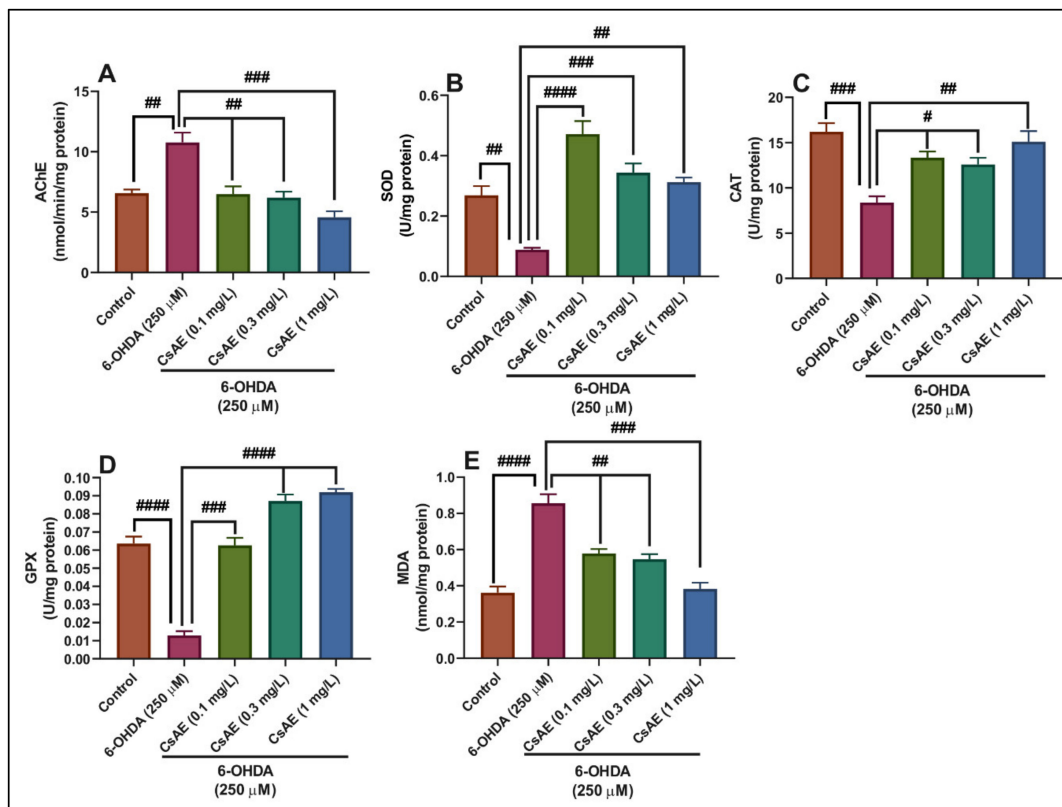 A
AChE
(nmol/min/mg protein)
15
10
5
0
##
##
###
Control
6-OHDA (250 μM)
CsAE (0.1 mg/L)
CsAE (0.3 mg/L)
CsAE (1 mg/L)
6-OHDA
(250 μM)
B
SOD
(U/mg protein)
0.6
0.4
0.2
0.0
##
####
###
##
Control
6-OHDA (250 μM)
CsAE (0.1 mg/L)
CsAE (0.3 mg/L)
CsAE (1 mg/L)
6-OHDA
(250 μM)
C
CAT
(U/mg protein)
20
15
10
5
0
###
#
##
Control
6-OHDA (250 μM)
CsAE (0.1 mg/L)
CsAE (0.3 mg/L)
CsAE (1 mg/L)
6-OHDA
(250 μM)
D
GPX
(U/mg protein)
0.10
0.09
0.08
0.07
0.06
0.05
0.04
0.03
0.02
0.01
0.00
####
###
####
Control
6-OHDA (250 μM)
CsAE (0.1 mg/L)
CsAE (0.3 mg/L)
CsAE (1 mg/L)
6-OHDA
(250 μM)
E
MDA
(nmol/mg protein)
1.0
0.8
0.6
0.4
0.2
0.0
####
##
###
Control
6-OHDA (250 μM)
CsAE (0.1 mg/L)
CsAE (0.3 mg/L)
CsAE (1 mg/L)
6-OHDA
(250 μM)